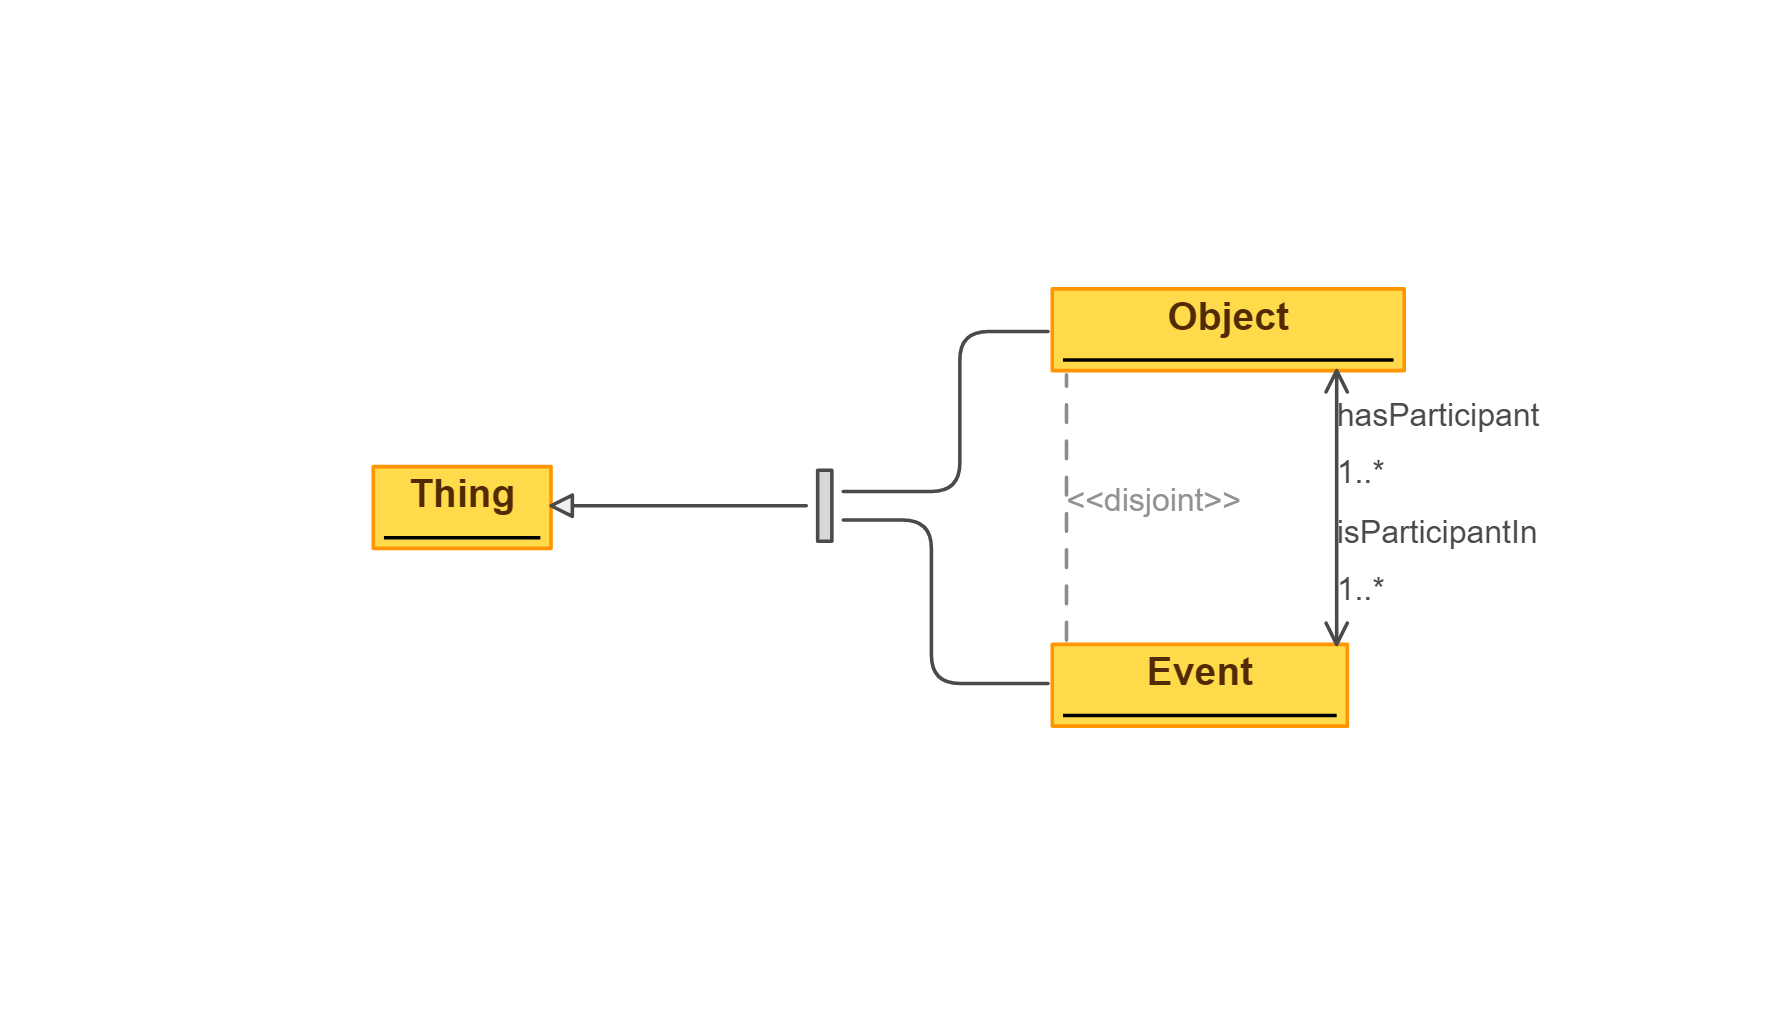 Object
hasParticipant
1..*
Thing
<<disjoint>>
isParticipantIn
1..*
Event